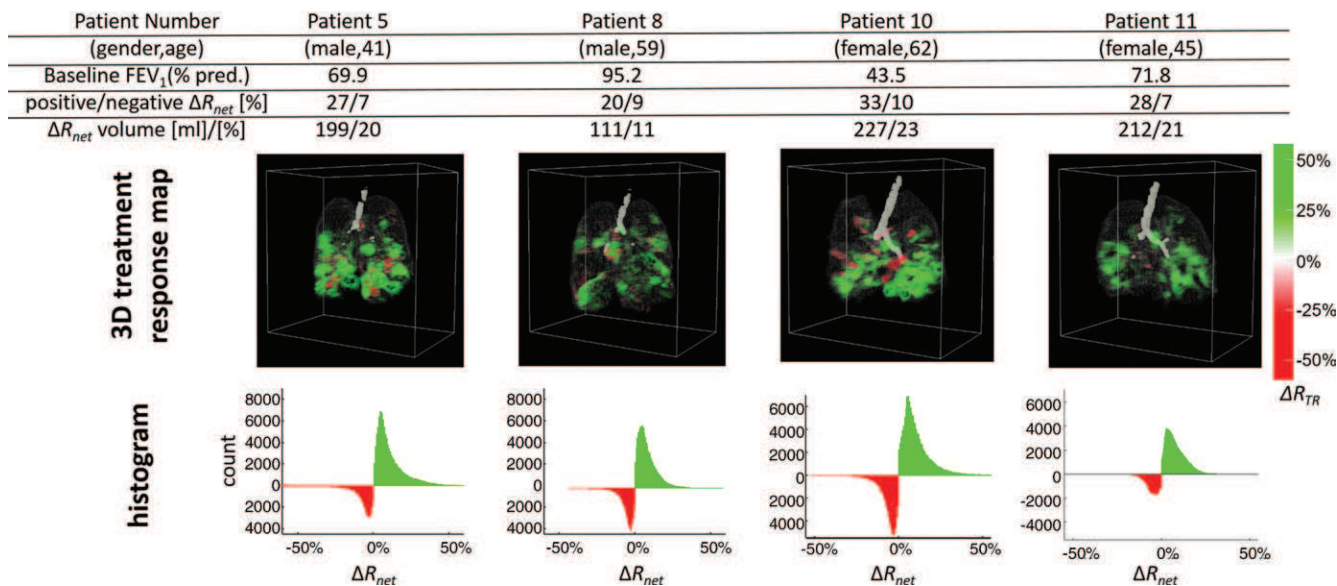 Patient Number Patient 5 Patient 8 Patient 10 Patient 11
(gender,age) (male,41) (male,59) (female,62) (female,45)
Baseline FEV₁(% pred.) 69.9 95.2 43.5 71.8
positive/negative ΔRnet [%] 27/7 20/9 33/10 28/7
ΔRnet volume [ml]/[%] 199/20 111/11 227/23 212/21
3D treatment
response map
50%
25%
0%
-25%
-50%
ΔRTR
histogram
count
8000
6000
4000
2000
0
2000
4000
-50% 0% 50%
ΔRnet
8000
6000
4000
2000
0
2000
4000
-50% 0% 50%
ΔRnet
6000
4000
2000
0
2000
4000
-50% 0% 50%
ΔRnet
6000
4000
2000
0
-2000
-4000
-50% 0% 50%
ΔRnet